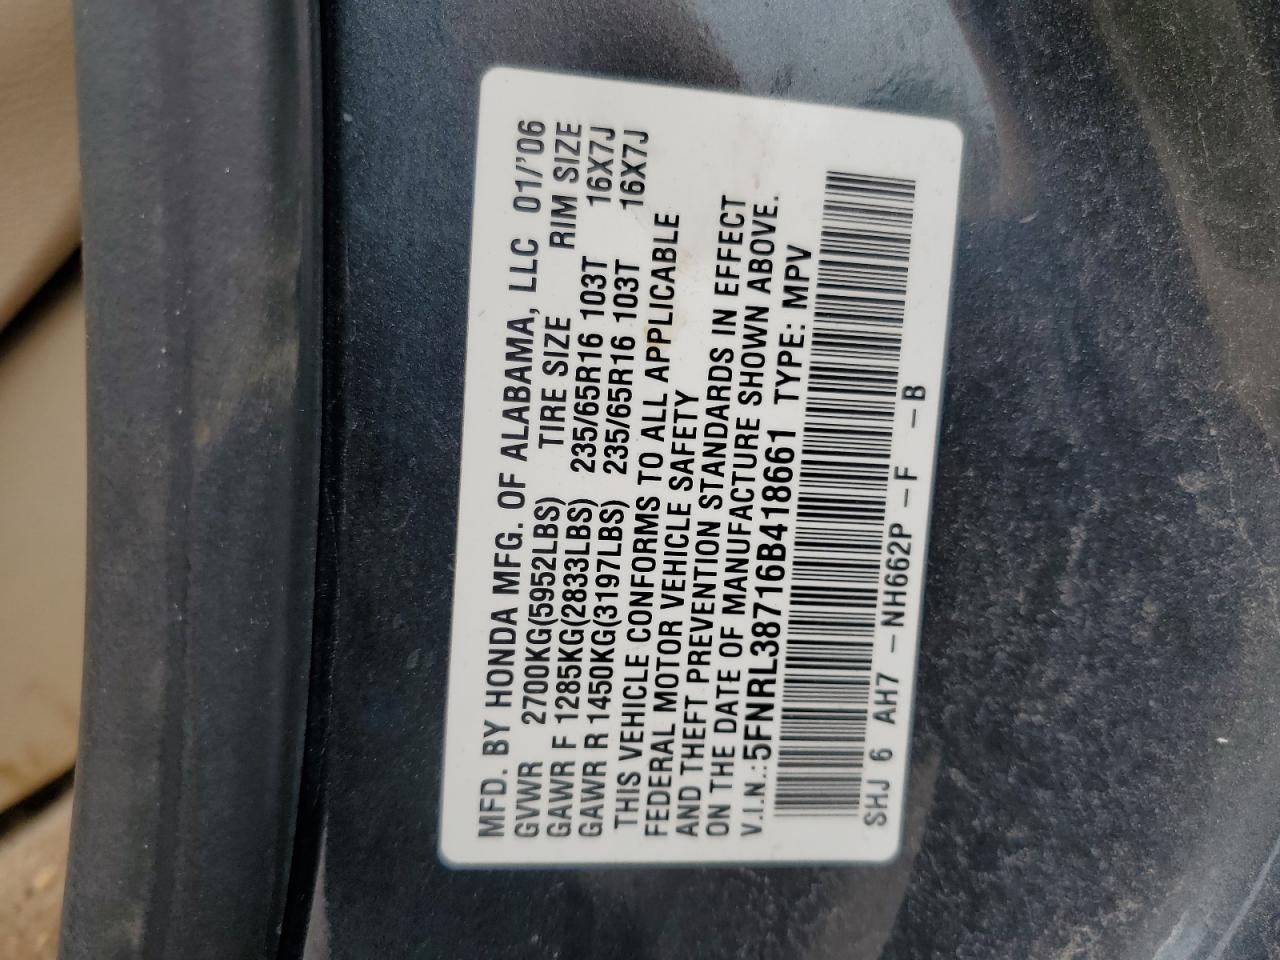 MFD. BY HONDA MFG. OF ALABAMA, LLC 01/'06
GVWR 2700KG(5952LBS) TIRE SIZE RIM SIZE
GAWR F 1285KG(2833LBS) 235/65R16 103T 16X7J
GAWR R 1450KG(3197LBS) 235/65R16 103T 16X7J
THIS VEHICLE CONFORMS TO ALL APPLICABLE
FEDERAL MOTOR VEHICLE SAFETY
AND THEFT PREVENTION STANDARDS IN EFFECT
ON THE DATE OF MANUFACTURE SHOWN ABOVE.
V.I.N.:5FNRL38716B418661 TYPE: MPV
SHJ 6 AH7 -NH662P -F -B